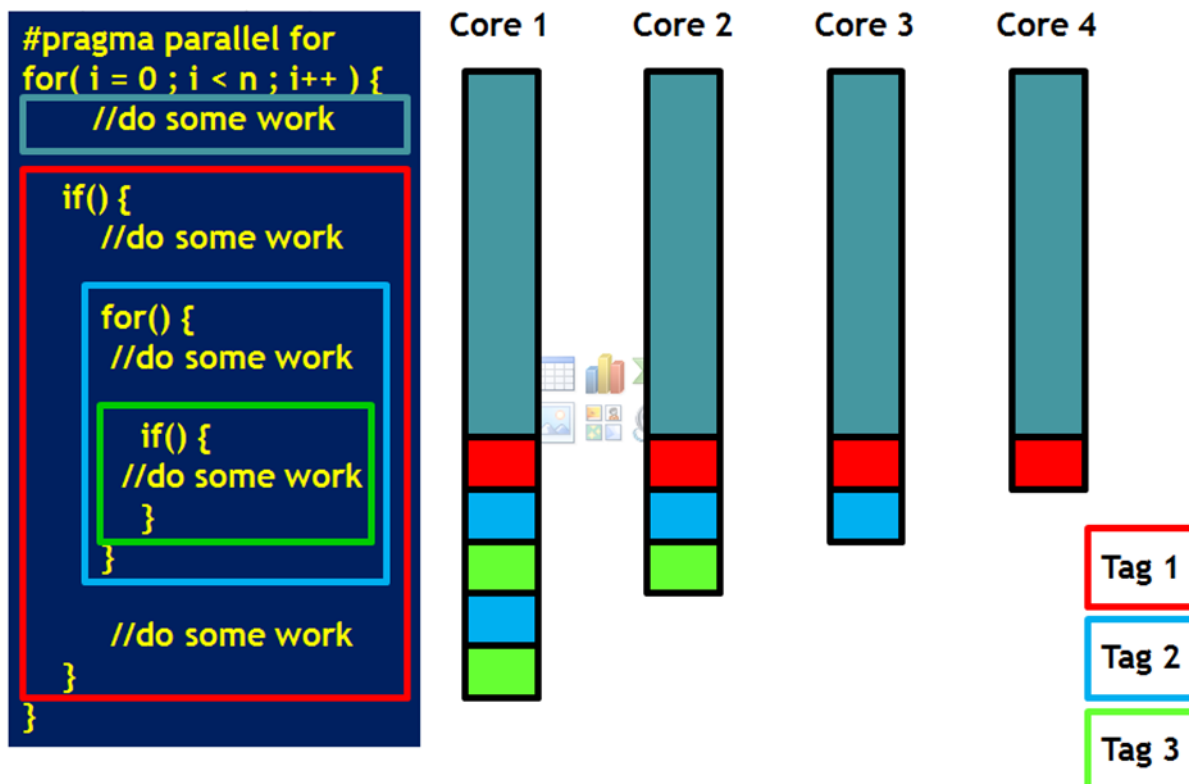 #pragma parallel for
for( i = 0 ; i < n ; i++ ) {
//do some work
if() {
//do some work
for() {
//do some work
if() {
//do some work
}
}
//do some work
}
}
Core 1
Core 2
Core 3
Core 4
Tag 1
Tag 2
Tag 3